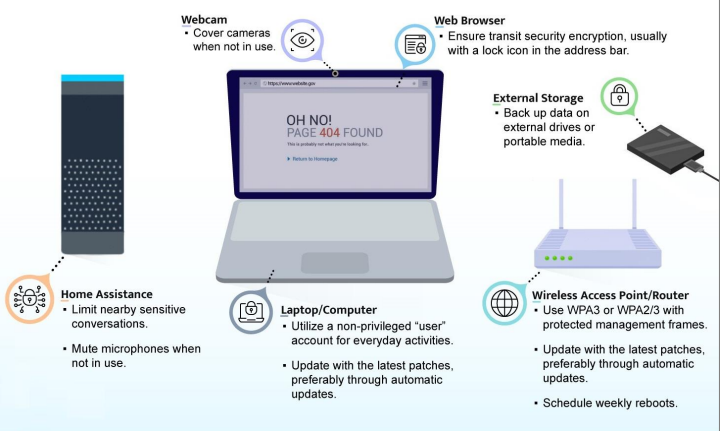 Webcam
▪ Cover cameras
when not in use.
Web Browser
▪ Ensure transit security encryption, usually
with a lock icon in the address bar.
https://www.website.gov
OH NO!
PAGE 404 FOUND
This is probably not what you're looking for.
Return to Homepage
External Storage
▪ Back up data on
external drives or
portable media.
Home Assistance
▪ Limit nearby sensitive
conversations.
▪ Mute microphones when
not in use.
Laptop/Computer
▪ Utilize a non-privileged “user”
account for everyday activities.
▪ Update with the latest patches,
preferably through automatic
updates.
Wireless Access Point/Router
▪ Use WPA3 or WPA2/3 with
protected management frames.
▪ Update with the latest patches,
preferably through automatic
updates.
▪ Schedule weekly reboots.